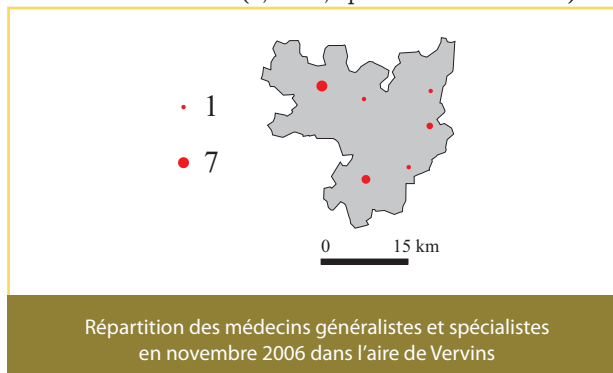 1
7
0 15 km
Répartition des médecins généralistes et spécialistes
en novembre 2006 dans l'aire de Vervins